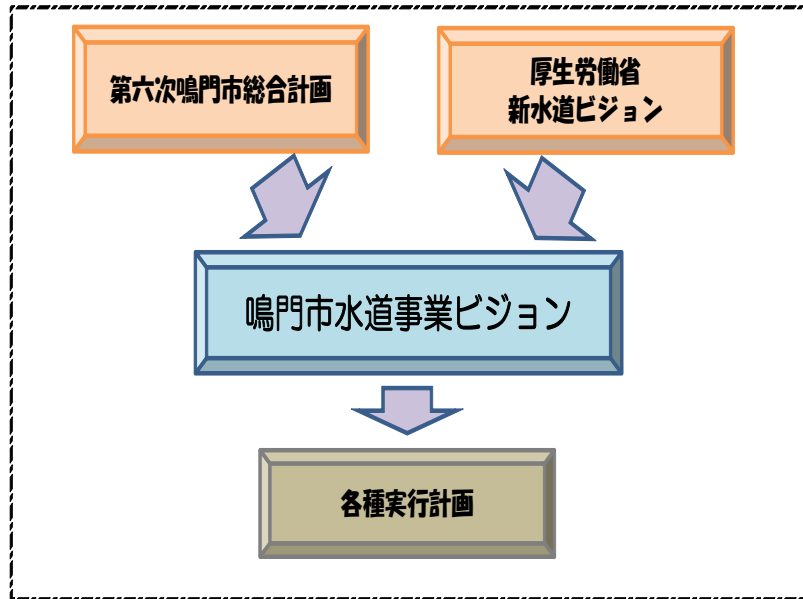 第六次鳴門市総合計画
厚生労働省
新水道ビジョン
鳴門市水道事業ビジョン
各種実行計画